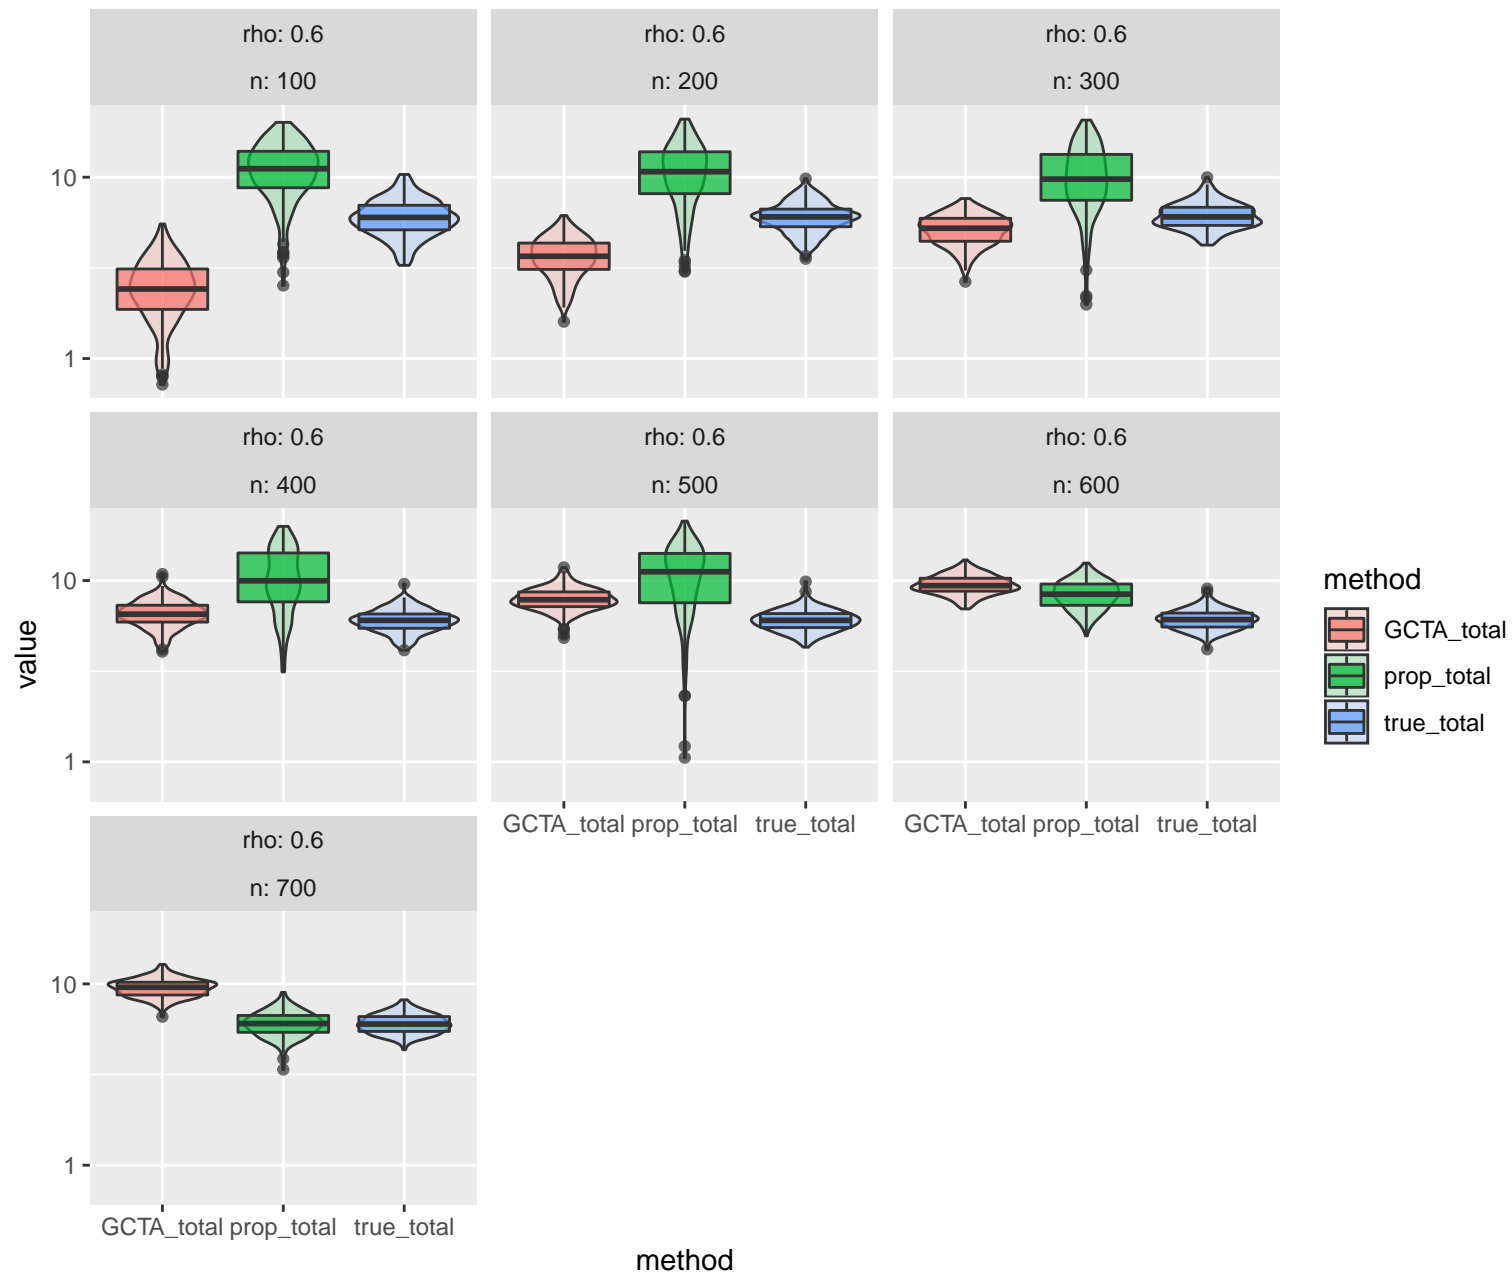 rho: 0.6 rho: 0.6 rho: 0.6
n: 100 n: 200 n: 300
10
1
rho: 0.6 rho: 0.6 rho: 0.6
n: 400 n: 500 n: 600
10
1
GCTA_total prop_total true_total GCTA_total prop_total true_total
rho: 0.6
n: 700
10
1
GCTA_total prop_total true_total
method
value
method
GCTA_total
prop_total
true_total